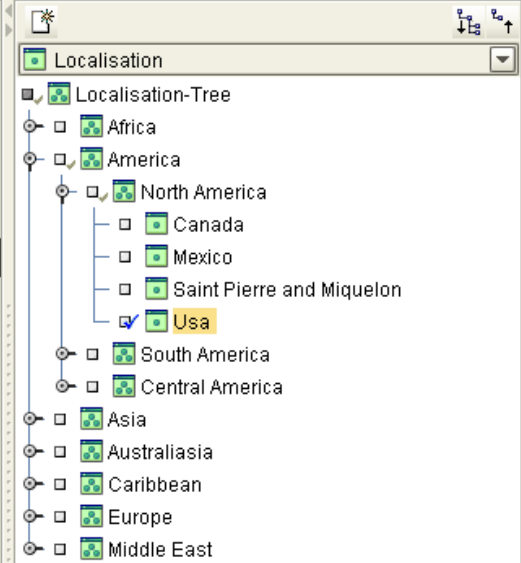 Localisation
Localisation-Tree
Africa
America
North America
Canada
Mexico
Saint Pierre and Miquelon
Usa
South America
Central America
Asia
Australiasia
Caribbean
Europe
Middle East